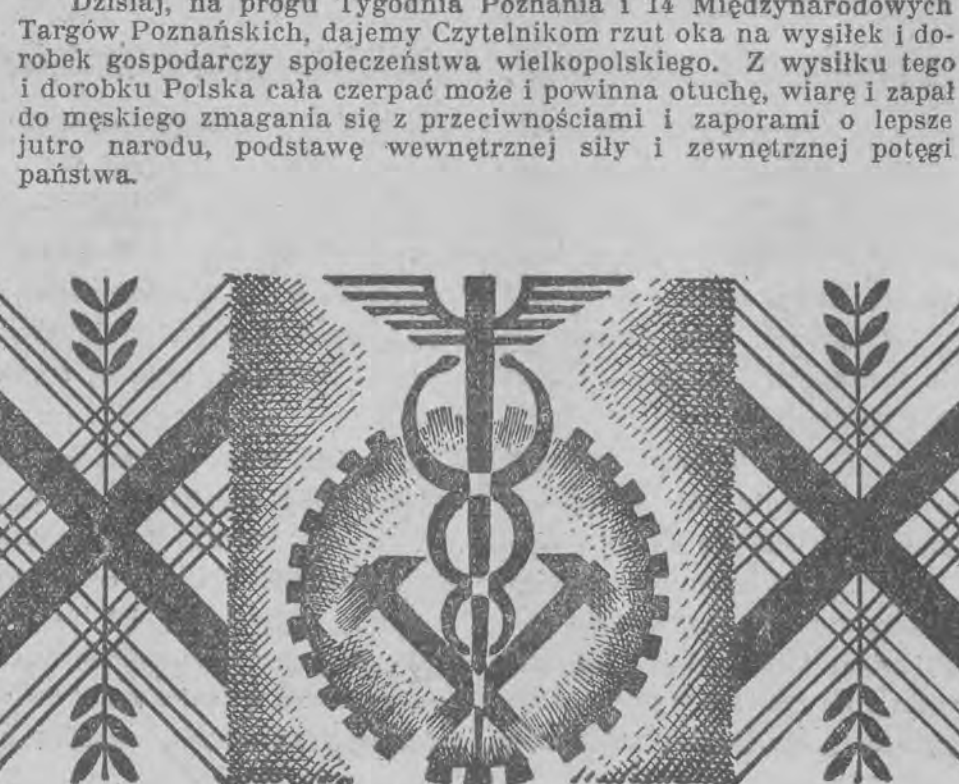 Dzisiaj, na progu Tygodnia Poznania i 14 Międzynarodowych
Targów Poznańskich, dajemy Czytelnikom rzut oka na wysiłek i do-
robek gospodarczy społeczeństwa wielkopolskiego. Z wysiłku tego
i dorobku Polska cała czerpać może i powinna otuchę, wiarę i zapał
do męskiego zmagania się z przeciwnościami i zaporami o lepsze
jutro narodu, podstawę wewnętrznej siły i zewnętrznej potęgi
państwa.